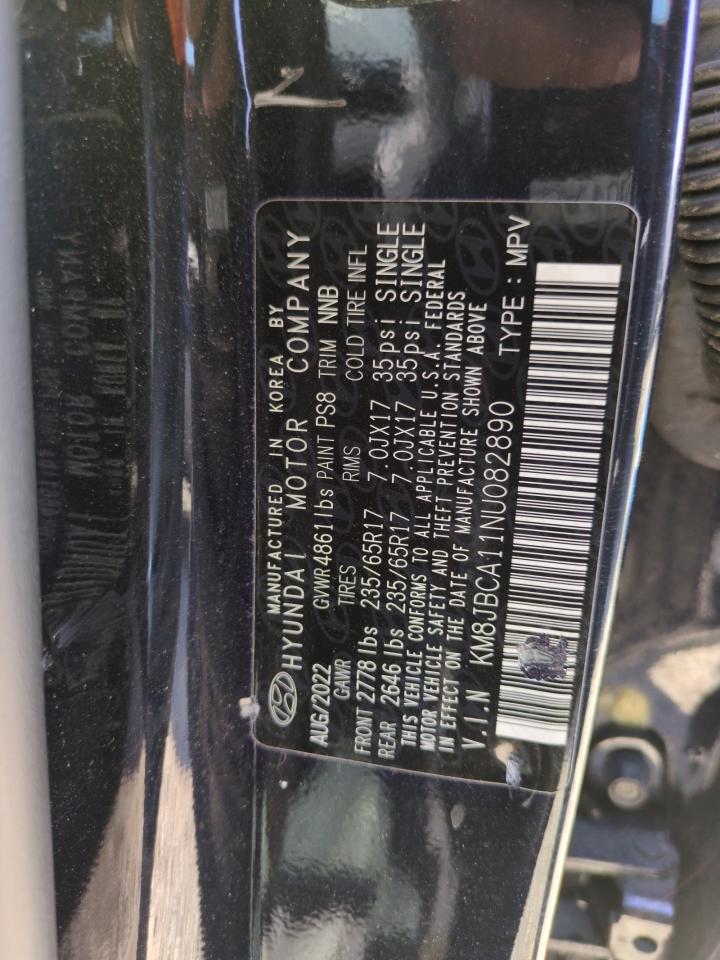 MANUFACTURED IN KOREA BY
HYUNDAI MOTOR COMPANY
AUG/2022 GVWR 4861 lbs PAINT PS8 TRIM NNB
GAWR TIRES RIMS COLD TIRE INFL
FRONT 2778 lbs 235/65R17 7.0JX17 35psi SINGLE
REAR 2646 lbs 235/65R17 7.0JX17 35psi SINGLE
THIS VEHICLE CONFORMS TO ALL APPLICABLE U.S.A. FEDERAL
MOTOR VEHICLE SAFETY AND THEFT PREVENTION STANDARDS
IN EFFECT ON THE DATE OF MANUFACTURE SHOWN ABOVE
V.I.N KM8JBCA11NU082890 TYPE : MPV